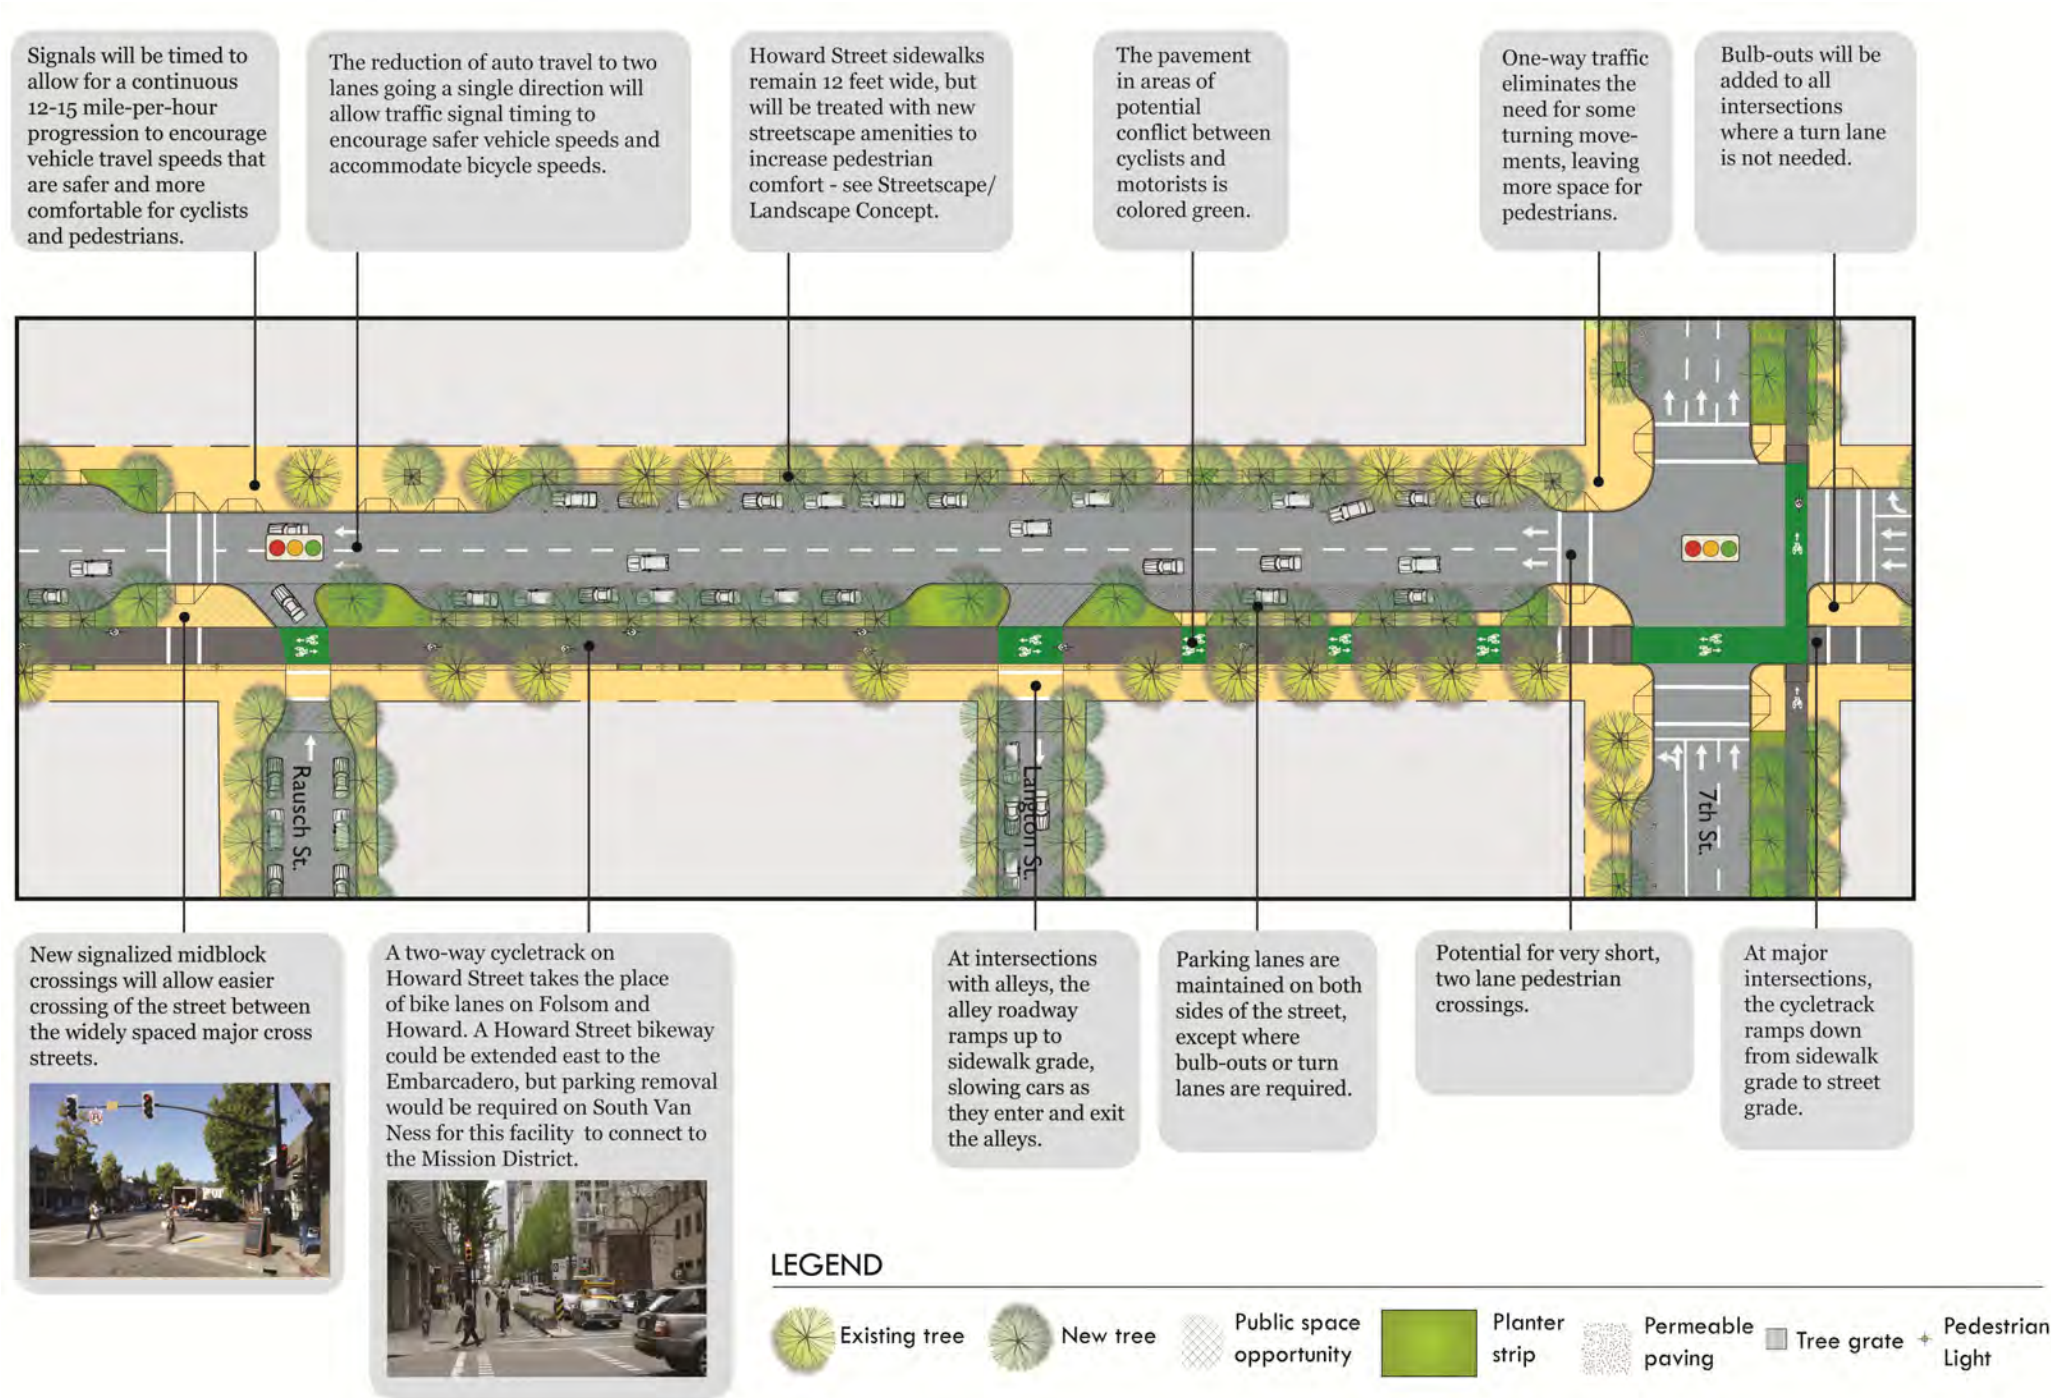 Signals will be timed to
allow for a continuous
12-15 mile-per-hour
progression to encourage
vehicle travel speeds that
are safer and more
comfortable for cyclists
and pedestrians.
The reduction of auto travel to two
lanes going a single direction will
allow traffic signal timing to
encourage safer vehicle speeds and
accommodate bicycle speeds.
Howard Street sidewalks
remain 12 feet wide, but
will be treated with new
streetscape amenities to
increase pedestrian
comfort - see Streetscape/
Landscape Concept.
The pavement
in areas of
potential
conflict between
cyclists and
motorists is
colored green.
One-way traffic
eliminates the
need for some
turning move-
ments, leaving
more space for
pedestrians.
Bulb-outs will be
added to all
intersections
where a turn lane
is not needed.
Rausch St.
Langton St.
7th St.
New signalized midblock
crossings will allow easier
crossing of the street between
the widely spaced major cross
streets.
A two-way cycletrack on
Howard Street takes the place
of bike lanes on Folsom and
Howard. A Howard Street bikeway
could be extended east to the
Embarcadero, but parking removal
would be required on South Van
Ness for this facility to connect to
the Mission District.
At intersections
with alleys, the
alley roadway
ramps up to
sidewalk grade,
slowing cars as
they enter and exit
the alleys.
Parking lanes are
maintained on both
sides of the street,
except where
bulb-outs or turn
lanes are required.
Potential for very short,
two lane pedestrian
crossings.
At major
intersections,
the cycletrack
ramps down
from sidewalk
grade to street
grade.
LEGEND
Existing tree
New tree
Public space
opportunity
Planter
strip
Permeable
paving
Tree grate
Pedestrian
Light